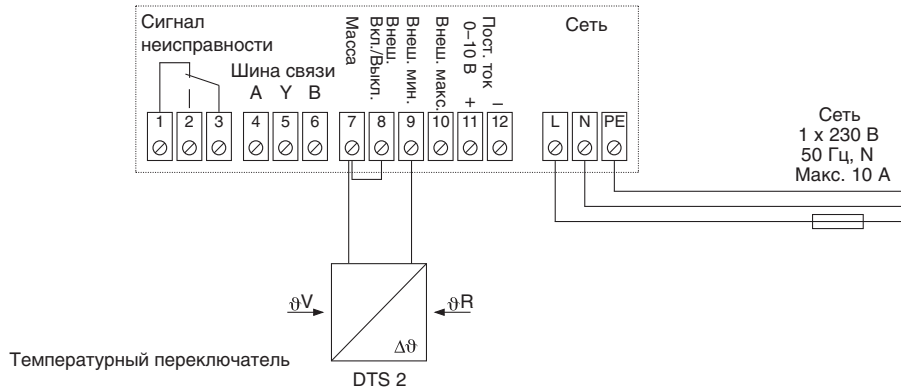 Сигнал
неисправности
Шина связи
A Y B
Масса
Внеш.
Вкл./Выкл.
Внеш. мин.
Внеш. макс.
Пост. ток
0–10 В
+ –
Сеть
1 2 3 4 5 6 7 8 9 10 11 12 L N PE
Сеть
1 x 230 В
50 Гц, N
Макс. 10 А
ϑV ϑR
Δϑ
Температурный переключатель
DTS 2